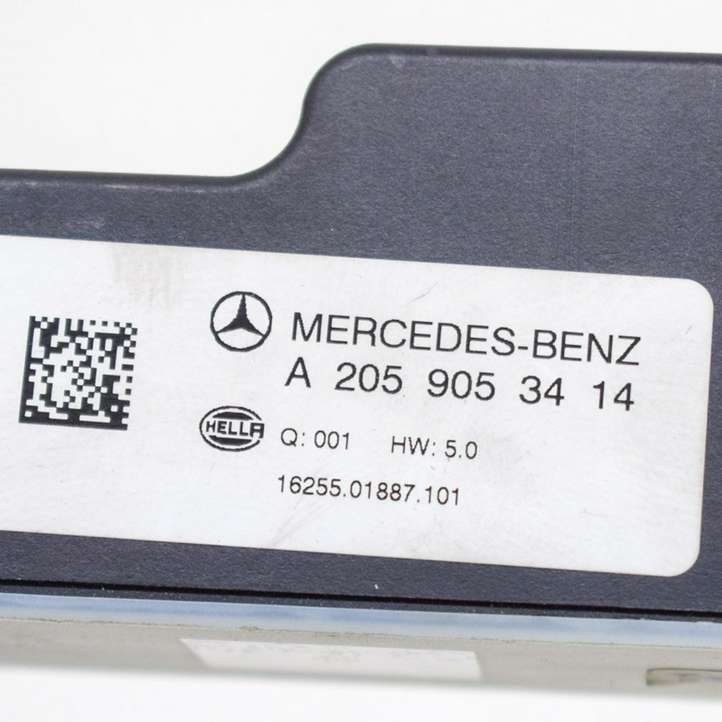 MERCEDES-BENZ
A 205 905 34 14
HELLA
Q: 001 HW: 5.0
16255.01887.101